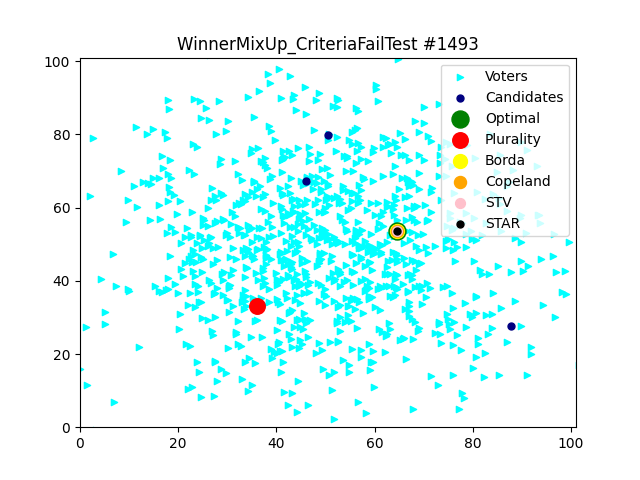 WinnerMixUp_CriteriaFailTest #1493
100
80
60
40
20
0
0 20 40 60 80 100
Voters
Candidates
Optimal
Plurality
Borda
Copeland
STV
STAR